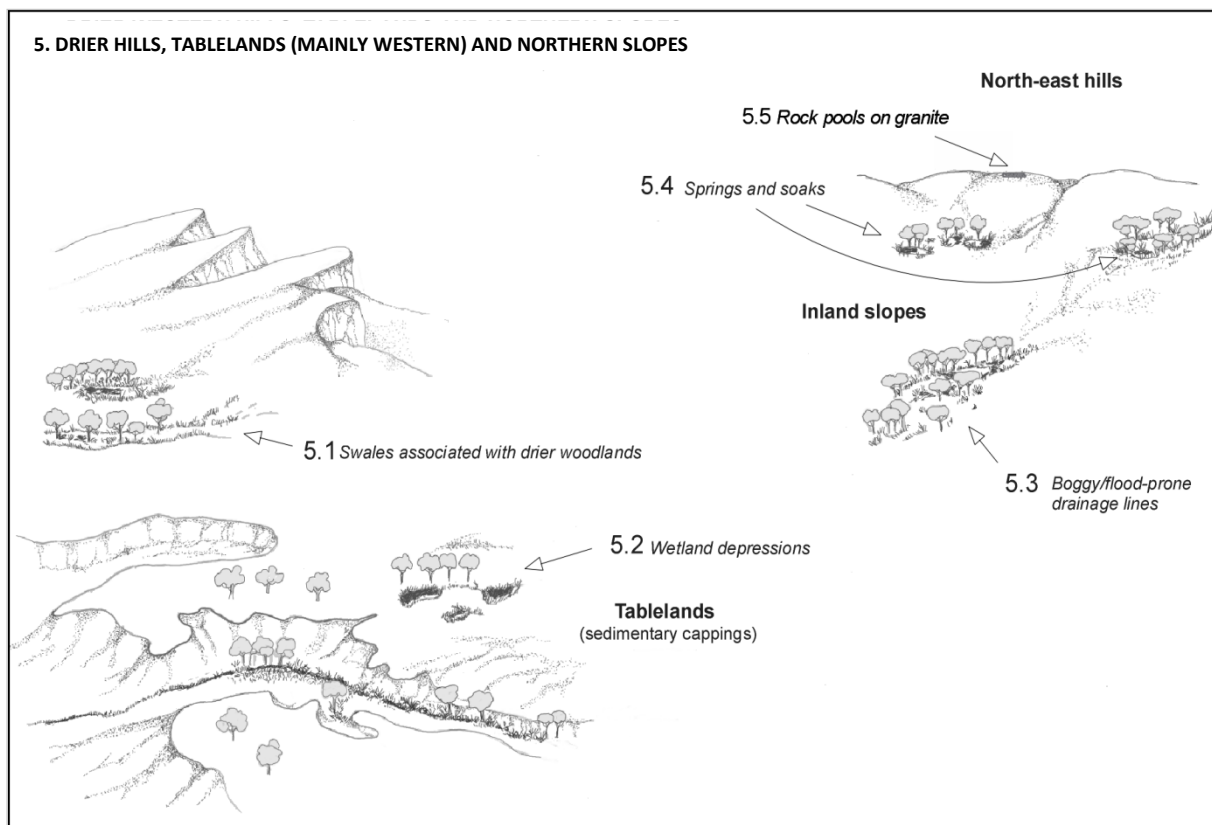 5. DRIER HILLS, TABLELANDS (MAINLY WESTERN) AND NORTHERN SLOPES
North-east hills
5.5 Rock pools on granite
5.4 Springs and soaks
Inland slopes
5.1 Swales associated with drier woodlands
5.3 Boggy/flood-prone
drainage lines
5.2 Wetland depressions
Tablelands
(sedimentary cappings)